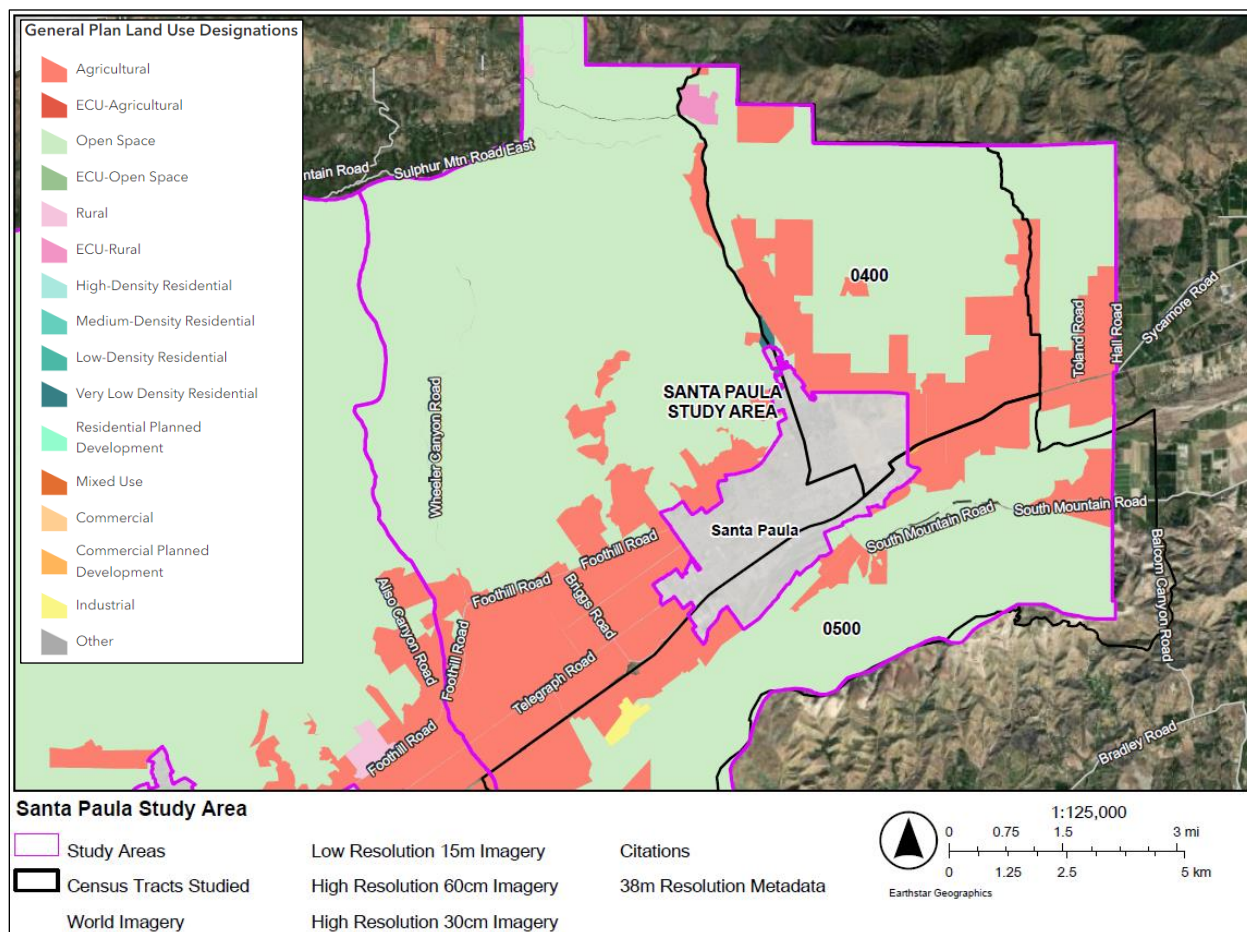 General Plan Land Use Designations
Agricultural
ECU-Agricultural
Open Space
ECU-Open Space
Rural
ECU-Rural
High-Density Residential
Medium-Density Residential
Low-Density Residential
Very Low Density Residential
Residential Planned
Development
Mixed Use
Commercial
Commercial Planned
Development
Industrial
Other
ntain Road
Sulphur Mtn Road East
0400
Toland Road
Hall Road
Sycamore Road
SANTA PAULA
STUDY AREA
Wheeler Canyon Road
Santa Paula
South Mountain Road
South Mountain Road
Foothill Road
Foothill Road
Briggs Road
Aliso Canyon Road
Foothill Road
0500
Balcom Canyon Road
Telegraph Road
Foothill Road
Bradley Road
Santa Paula Study Area
Study Areas
Census Tracts Studied
World Imagery
Low Resolution 15m Imagery
High Resolution 60cm Imagery
High Resolution 30cm Imagery
Citations
38m Resolution Metadata
Earthstar Geographics
1:125,000
0 0.75 1.5 3 mi
0 1.25 2.5 5 km